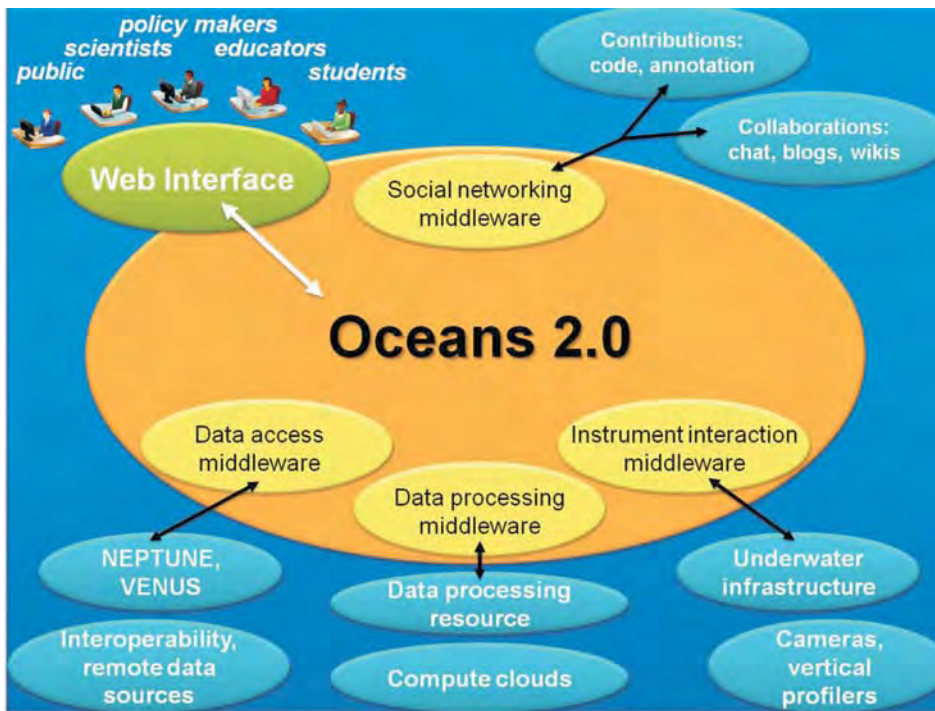 policy makers
scientists
educators
public
students
Web Interface
Contributions:
code, annotation
Collaborations:
chat, blogs, wikis
Social networking
middleware
Oceans 2.0
Data access
middleware
Data processing
middleware
Instrument interaction
middleware
NEPTUNE,
VENUS
Data processing
resource
Underwater
infrastructure
Interoperability,
remote data
sources
Compute clouds
Cameras,
vertical
profilers